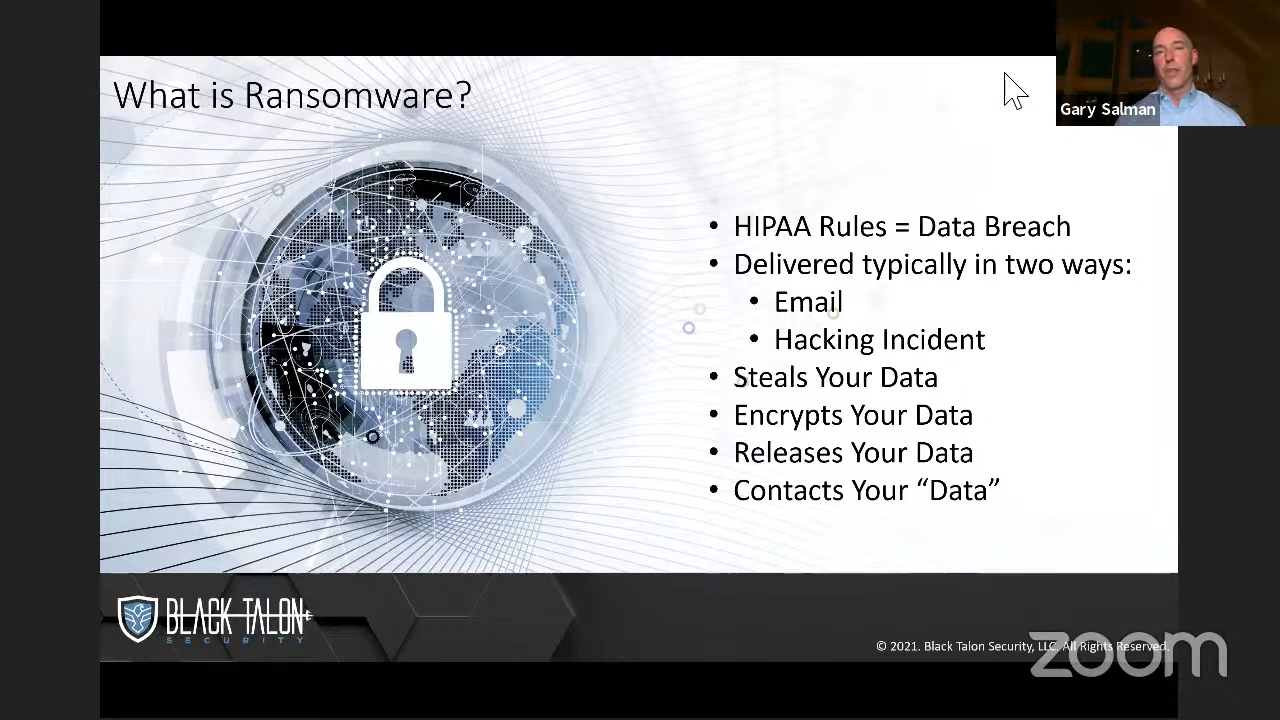 What is Ransomware?
Gary Salman
• HIPAA Rules = Data Breach
• Delivered typically in two ways:
• Email
• Hacking Incident
• Steals Your Data
• Encrypts Your Data
• Releases Your Data
• Contacts Your “Data”
BLACK TALON
SECURITY
© 2021. Black Talon Security, LLC. All Rights Reserved.
zoom